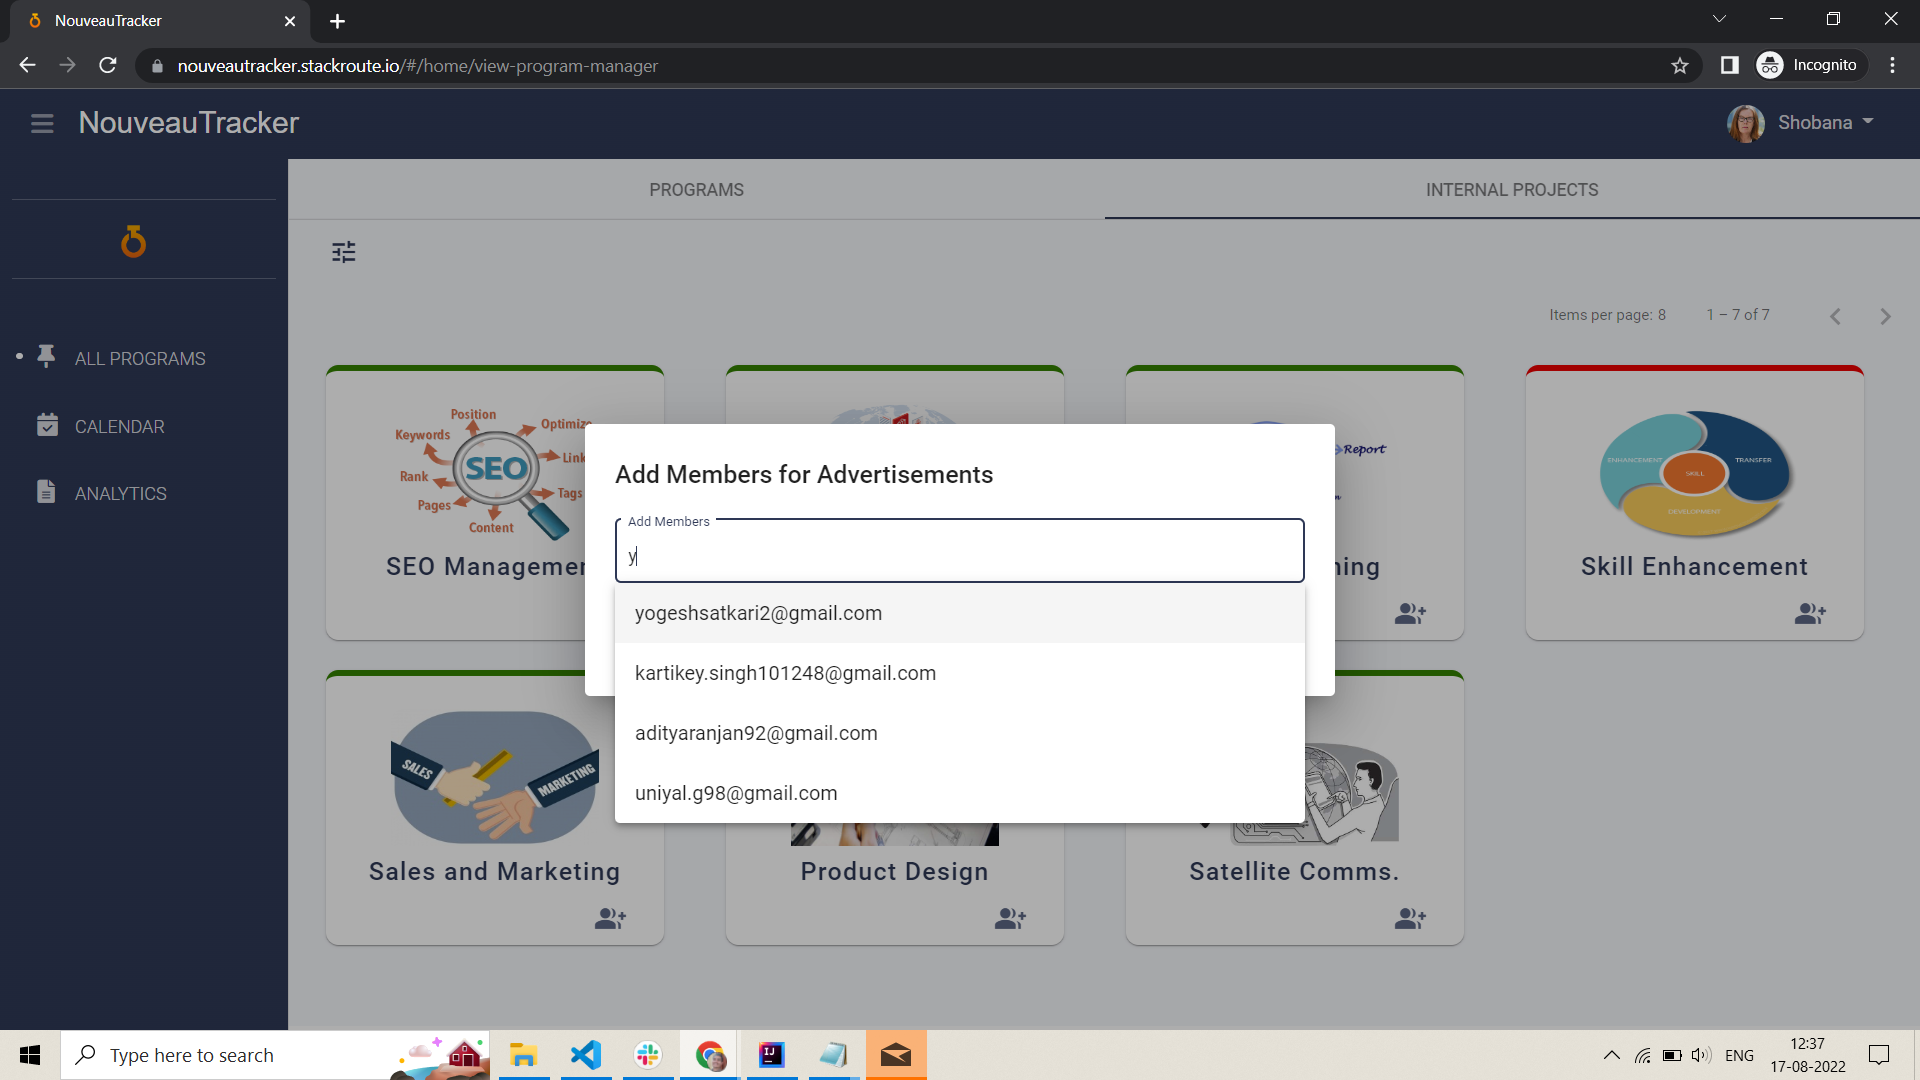 NouveauTracker
nouveautracker.stackroute.io/#/home/view-program-manager
Incognito
NouveauTracker
Shobana
PROGRAMS
INTERNAL PROJECTS
Items per page: 8
1 – 7 of 7
ALL PROGRAMS
CALENDAR
ANALYTICS
Position
Optimize
Keywords
Link
Rank
SEO
Tags
Pages
Content
SEO Managemen
Report
ning
ENHANCEMENT
TRANSFER
SKILL
DEVELOPMENT
Skill Enhancement
Add Members for Advertisements
Add Members
y
yogeshsatkari2@gmail.com
kartikey.singh101248@gmail.com
adityaranjan92@gmail.com
uniyal.g98@gmail.com
SALES
MARKETING
Sales and Marketing
Product Design
Satellite Comms.
Type here to search
IJ
ENG
12:37
17-08-2022